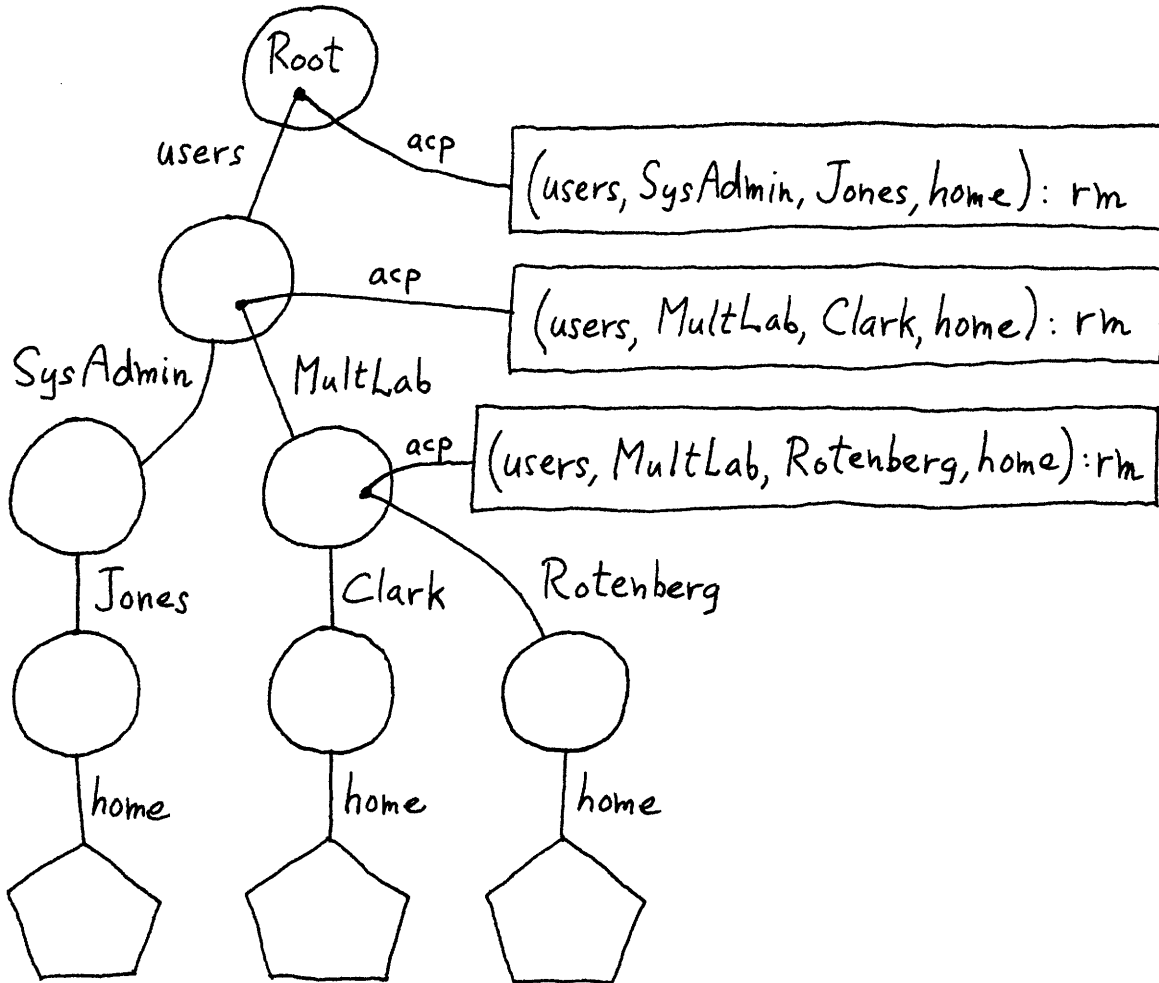 Root
users
acp
(users, SysAdmin, Jones, home): rm
acp
(users, MultLab, Clark, home): rm
SysAdmin
MultLab
acp
(users, MultLab, Rotenberg, home):rm
Jones
Clark
Rotenberg
home
home
home